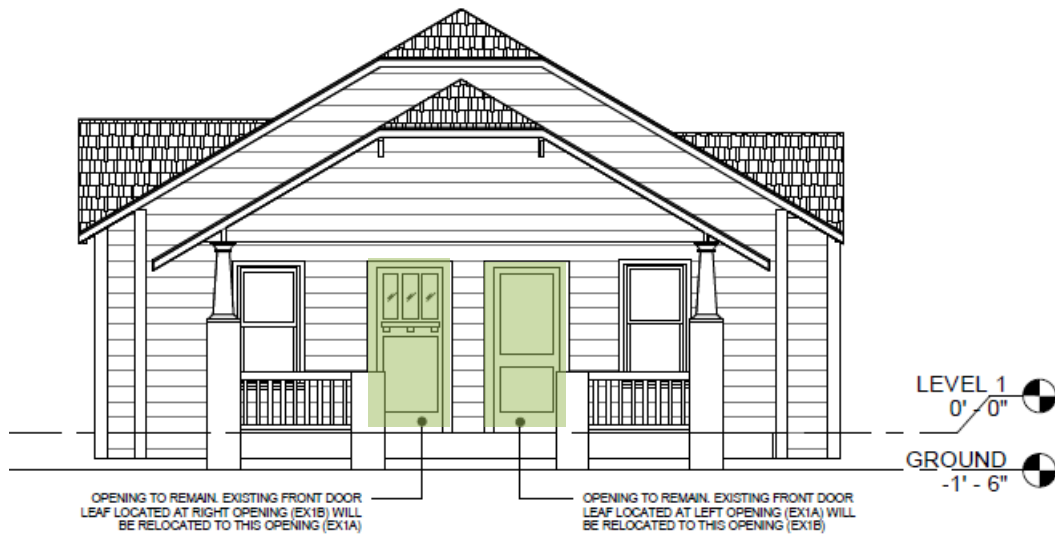 LEVEL 1
0' - 0"
GROUND
-1' - 6"
OPENING TO REMAIN. EXISTING FRONT DOOR
LEAF LOCATED AT RIGHT OPENING (EX1B) WILL
BE RELOCATED TO THIS OPENING (EX1A)
OPENING TO REMAIN. EXISTING FRONT DOOR
LEAF LOCATED AT LEFT OPENING (EX1A) WILL
BE RELOCATED TO THIS OPENING (EX1B)